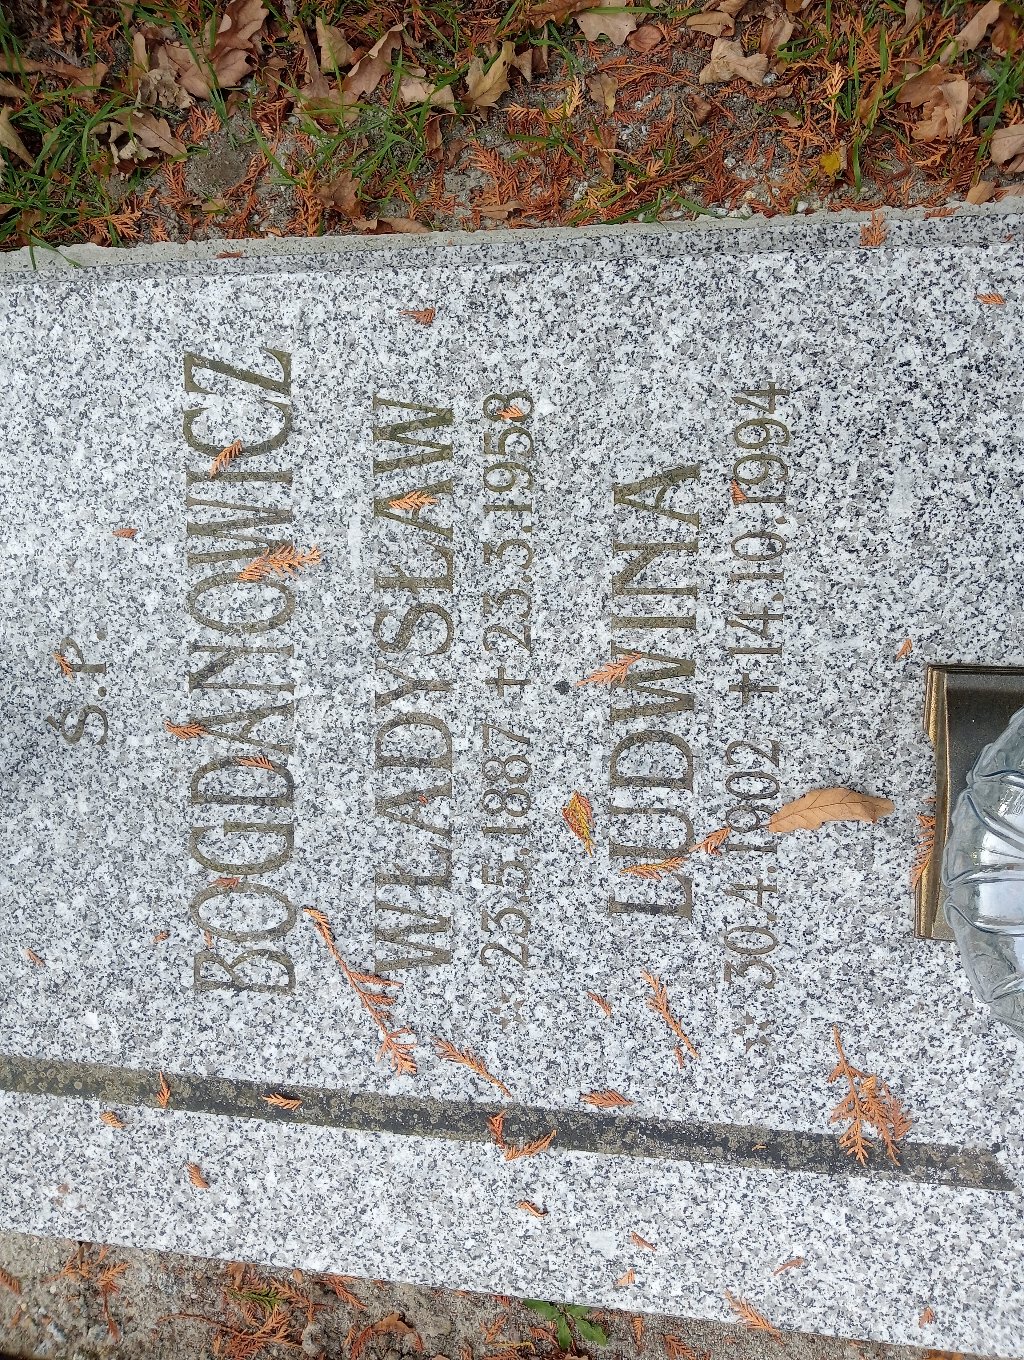 Ś.P.
BOGDANOWICZ
WŁADYSŁAW
* 23.5.1887 † 23.3.1958
LUDWINA
* 30.4.1902 † 14.10.1994